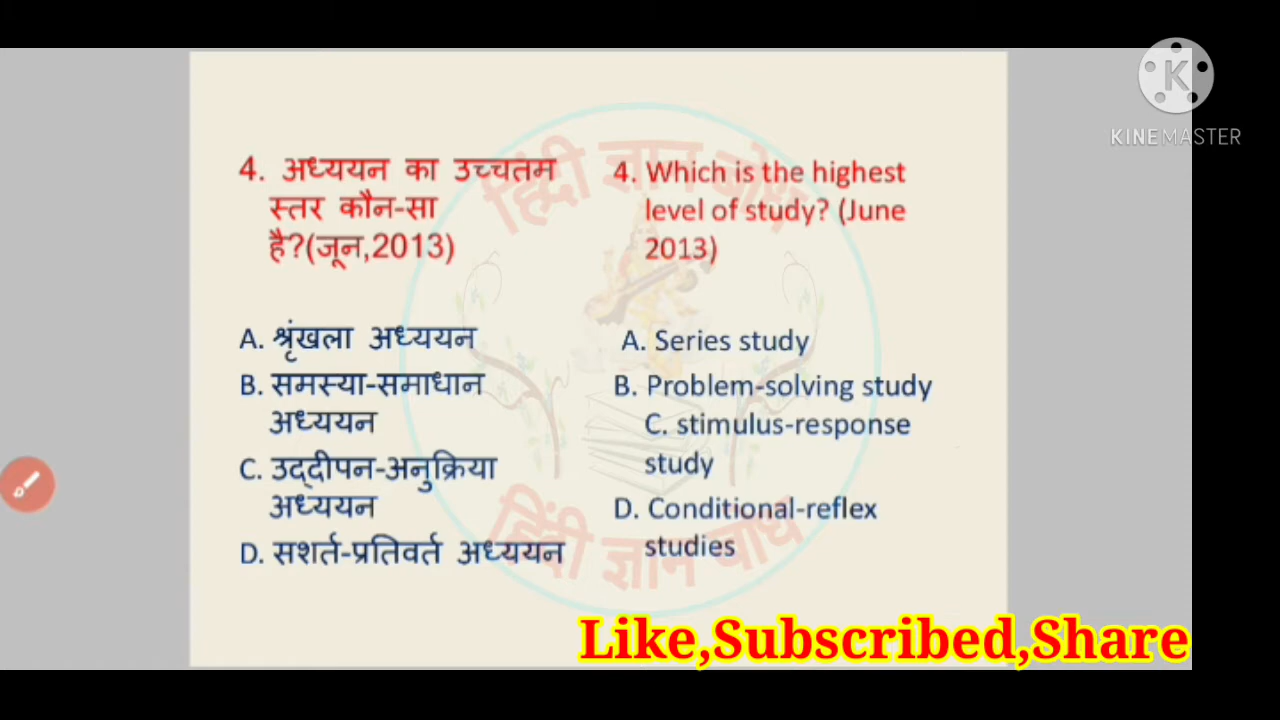 KINEMASTER
हिंदी ज्ञान बोध
4. अध्ययन का उच्चतम
स्तर कौन-सा
है?(जून,2013)
A. श्रृंखला अध्ययन
B. समस्या-समाधान
अध्ययन
C. उद्दीपन-अनुक्रिया
अध्ययन
D. सशर्त-प्रतिवर्त अध्ययन
4. Which is the highest
level of study? (June
2013)
A. Series study
B. Problem-solving study
C. stimulus-response
study
D. Conditional-reflex
studies
हिंदी ज्ञान बोध
Like,Subscribed,Share